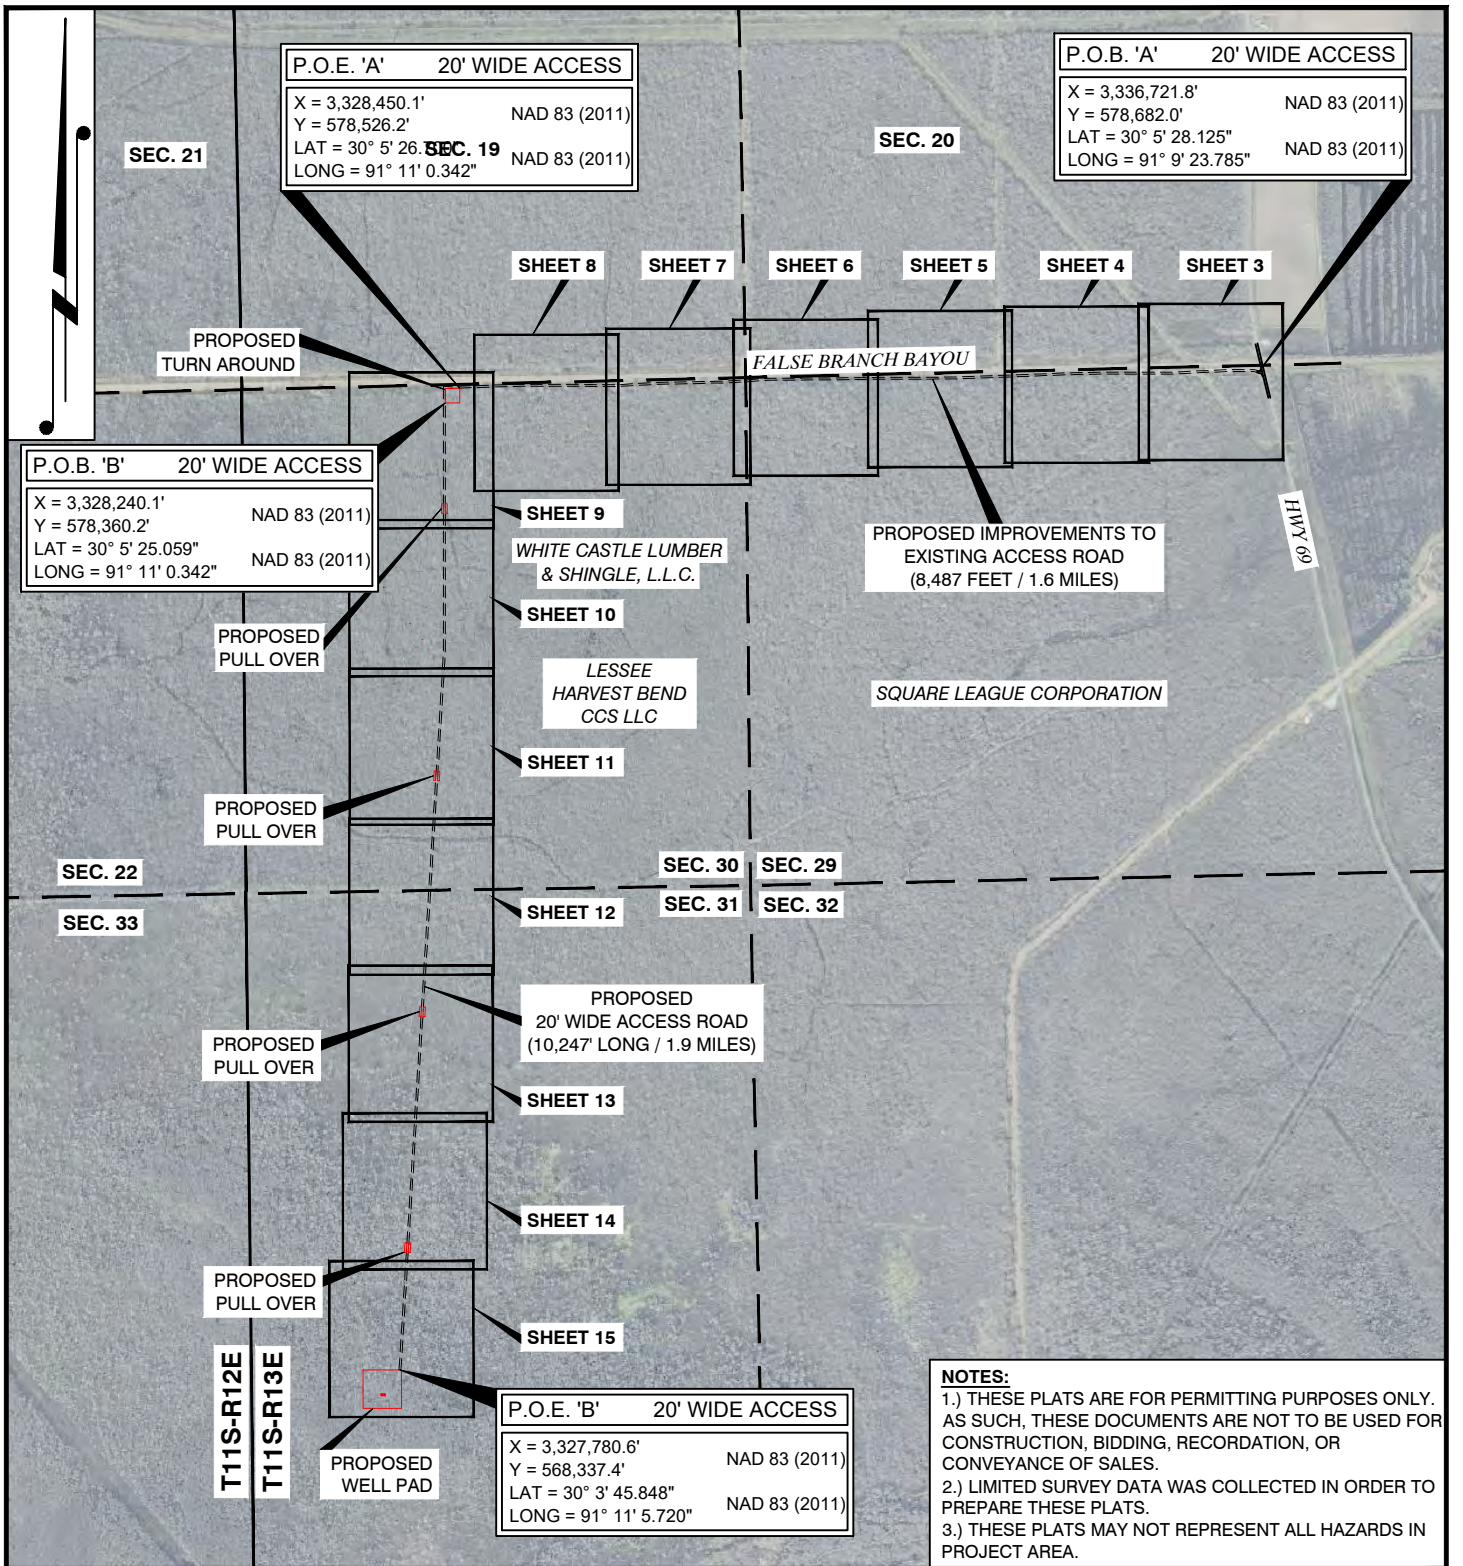 P.O.E. 'A' 20' WIDE ACCESS
X = 3,328,450.1'
Y = 578,526.2'
NAD 83 (2011)
LAT = 30° 5' 26.
LONG = 91° 11' 0.342"
NAD 83 (2011)
SEC. 19
P.O.B. 'A' 20' WIDE ACCESS
X = 3,336,721.8'
Y = 578,682.0'
NAD 83 (2011)
LAT = 30° 5' 28.125"
LONG = 91° 9' 23.785"
NAD 83 (2011)
SEC. 21
SEC. 20
SHEET 8
SHEET 7
SHEET 6
SHEET 5
SHEET 4
SHEET 3
PROPOSED
TURN AROUND
FALSE BRANCH BAYOU
P.O.B. 'B' 20' WIDE ACCESS
X = 3,328,240.1'
Y = 578,360.2'
NAD 83 (2011)
LAT = 30° 5' 25.059"
LONG = 91° 11' 0.342"
NAD 83 (2011)
SHEET 9
WHITE CASTLE LUMBER
& SHINGLE, L.L.C.
PROPOSED IMPROVEMENTS TO
EXISTING ACCESS ROAD
(8,487 FEET / 1.6 MILES)
HWY 69
SHEET 10
PROPOSED
PULL OVER
LESSEE
HARVEST BEND
CCS LLC
SQUARE LEAGUE CORPORATION
SHEET 11
PROPOSED
PULL OVER
SEC. 22
SEC. 30
SEC. 29
SEC. 33
SEC. 31
SEC. 32
SHEET 12
PROPOSED
20' WIDE ACCESS ROAD
(10,247' LONG / 1.9 MILES)
PROPOSED
PULL OVER
SHEET 13
SHEET 14
PROPOSED
PULL OVER
SHEET 15
T11S-R12E
T11S-R13E
PROPOSED
WELL PAD
P.O.E. 'B' 20' WIDE ACCESS
X = 3,327,780.6'
Y = 568,337.4'
NAD 83 (2011)
LAT = 30° 3' 45.848"
LONG = 91° 11' 5.720"
NAD 83 (2011)
NOTES:
1.) THESE PLATS ARE FOR PERMITTING PURPOSES ONLY.
AS SUCH, THESE DOCUMENTS ARE NOT TO BE USED FOR
CONSTRUCTION, BIDDING, RECORDATION, OR
CONVEYANCE OF SALES.
2.) LIMITED SURVEY DATA WAS COLLECTED IN ORDER TO
PREPARE THESE PLATS.
3.) THESE PLATS MAY NOT REPRESENT ALL HAZARDS IN
PROJECT AREA.